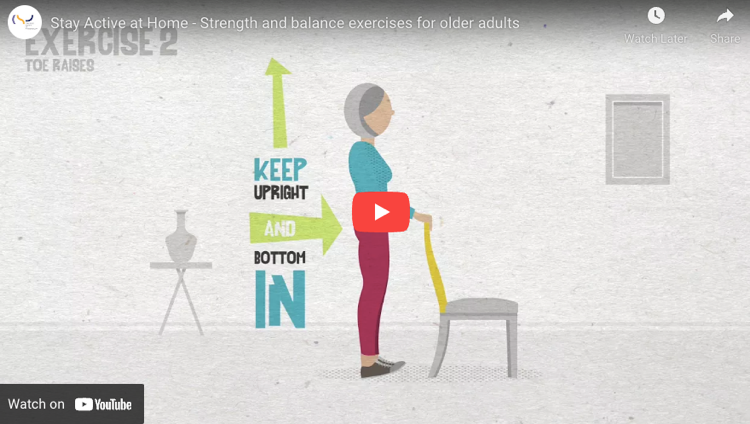 Stay Active at Home - Strength and balance exercises for older adults
Watch Later
Share
EXERCISE 2
TOE RAISES
KEEP
UPRIGHT
AND
BOTTOM
IN
Watch on YouTube